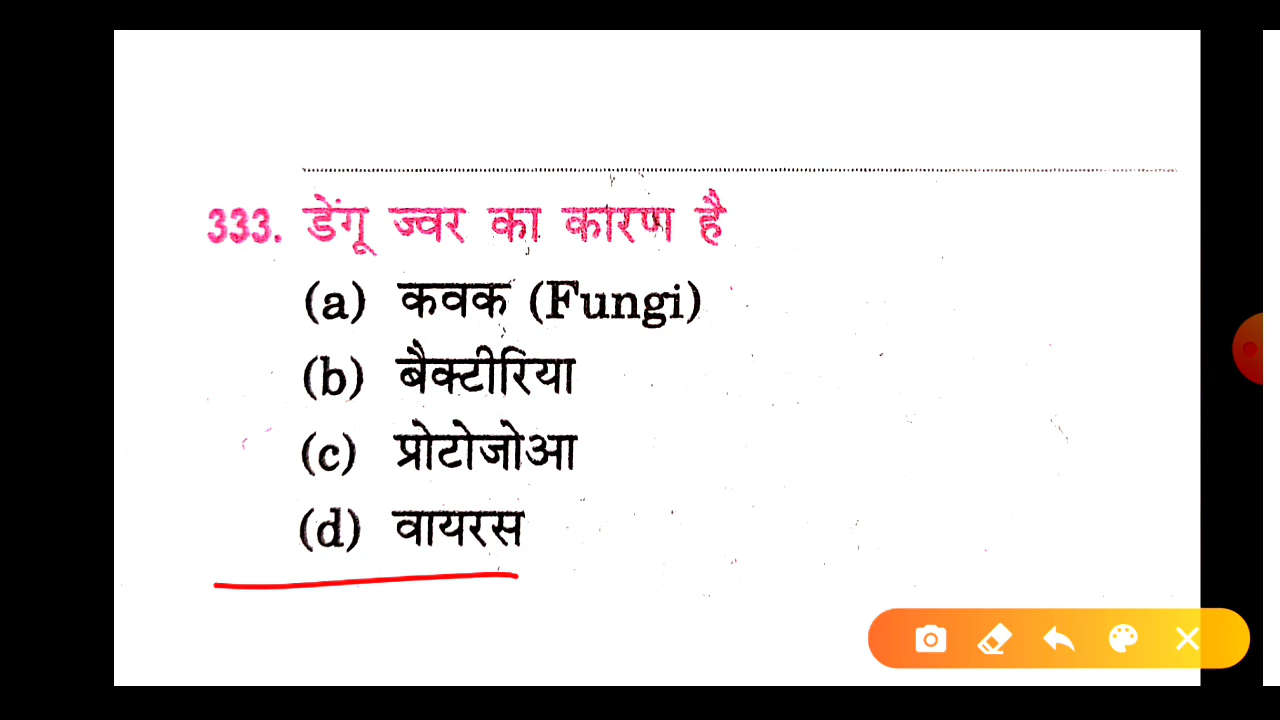 333. डेंगू ज्वर का कारण है
(a) कवक (Fungi)
(b) बैक्टीरिया
(c) प्रोटोजोआ
(d) वायरस